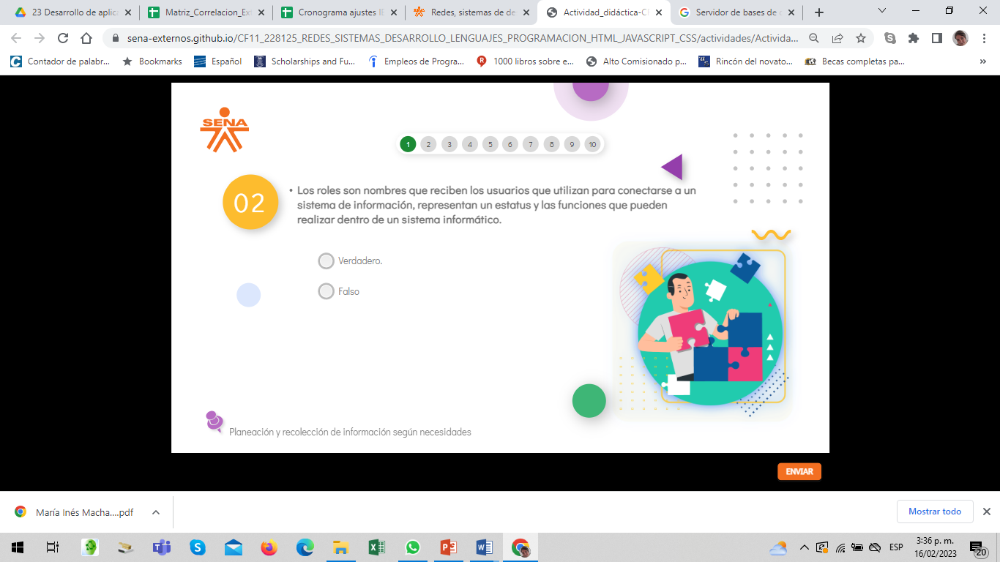 23 Desarrollo de aplica
Matriz_Correlacion_Ex
Cronograma ajustes IE
Redes, sistemas de de
Actividad_didáctica-CF
Servidor de bases de
sena-externos.github.io/CF11_228125_REDES_SISTEMAS_DESARROLLO_LENGUAJES_PROGRAMACION_HTML_JAVASCRIPT_CSS/actividades/Activida...
Contador de palabr...
Bookmarks
Español
Scholarships and Fu...
Empleos de Progra...
1000 libros sobre e...
Alto Comisionado p...
Rincón del novato...
Becas completas pa...
»
SENA
1 2 3 4 5 6 7 8 9 10
02
• Los roles son nombres que reciben los usuarios que utilizan para conectarse a un
sistema de información, representan un estatus y las funciones que pueden
realizar dentro de un sistema informático.
Verdadero.
Falso
Planeación y recolección de información según necesidades
ENVIAR
María Inés Macha....pdf
Mostrar todo
ESP
3:36 p. m.
16/02/2023
20